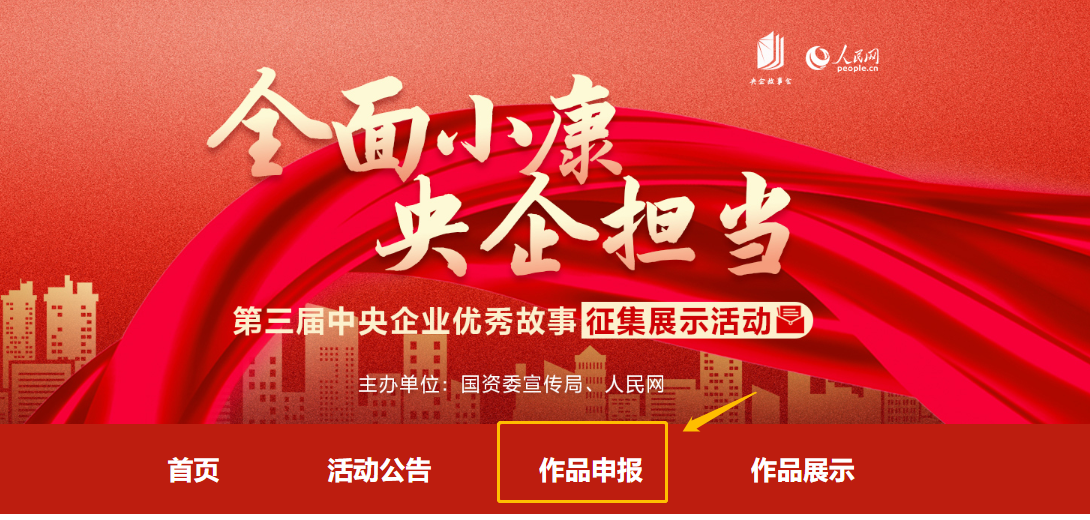 央企故事会
人民网
people.cn
全面小康
央企担当
第三届中央企业优秀故事征集展示活动
主办单位：国资委宣传局、人民网
首页 活动公告 作品申报 作品展示